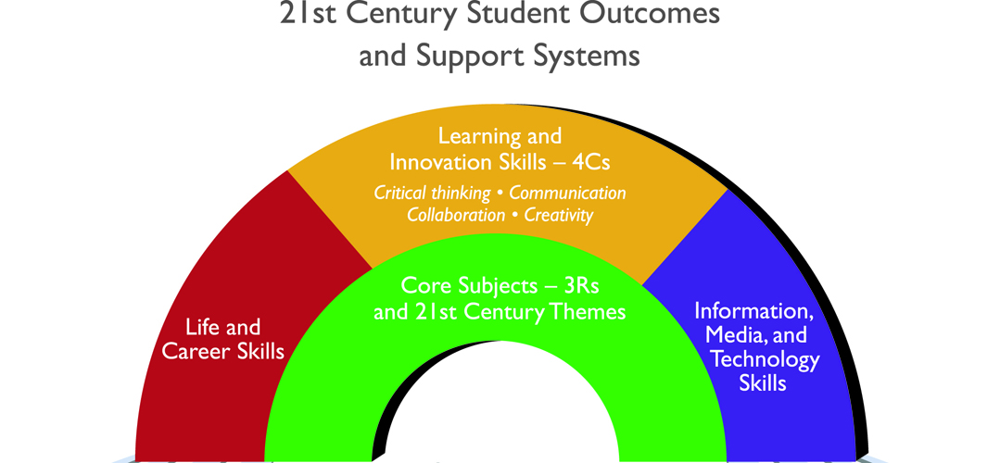 21st Century Student Outcomes
and Support Systems
Learning and
Innovation Skills – 4Cs
Critical thinking • Communication
Collaboration • Creativity
Core Subjects – 3Rs
and 21st Century Themes
Life and
Career Skills
Information,
Media, and
Technology
Skills